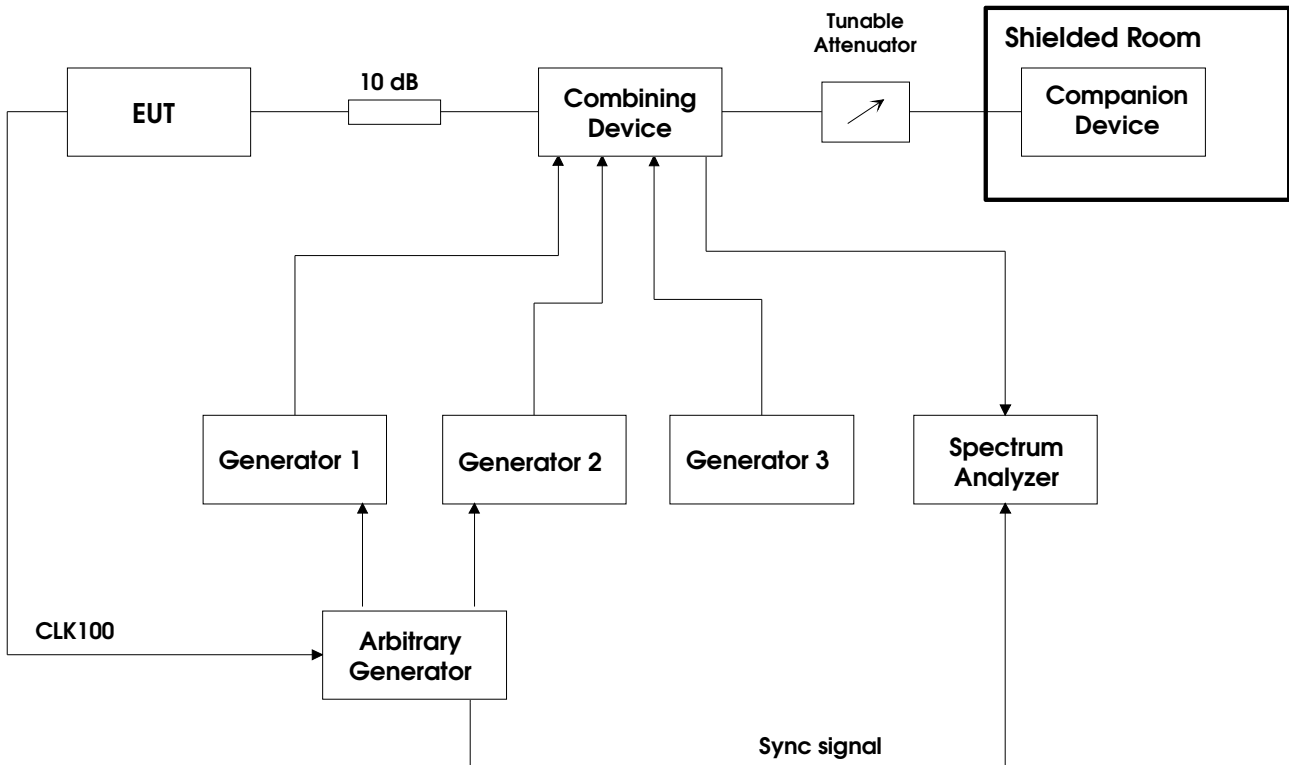 Tunable
Attenuator
Shielded Room
10 dB
EUT
Combining
Device
Companion
Device
Generator 1
Generator 2
Generator 3
Spectrum
Analyzer
CLK100
Arbitrary
Generator
Sync signal